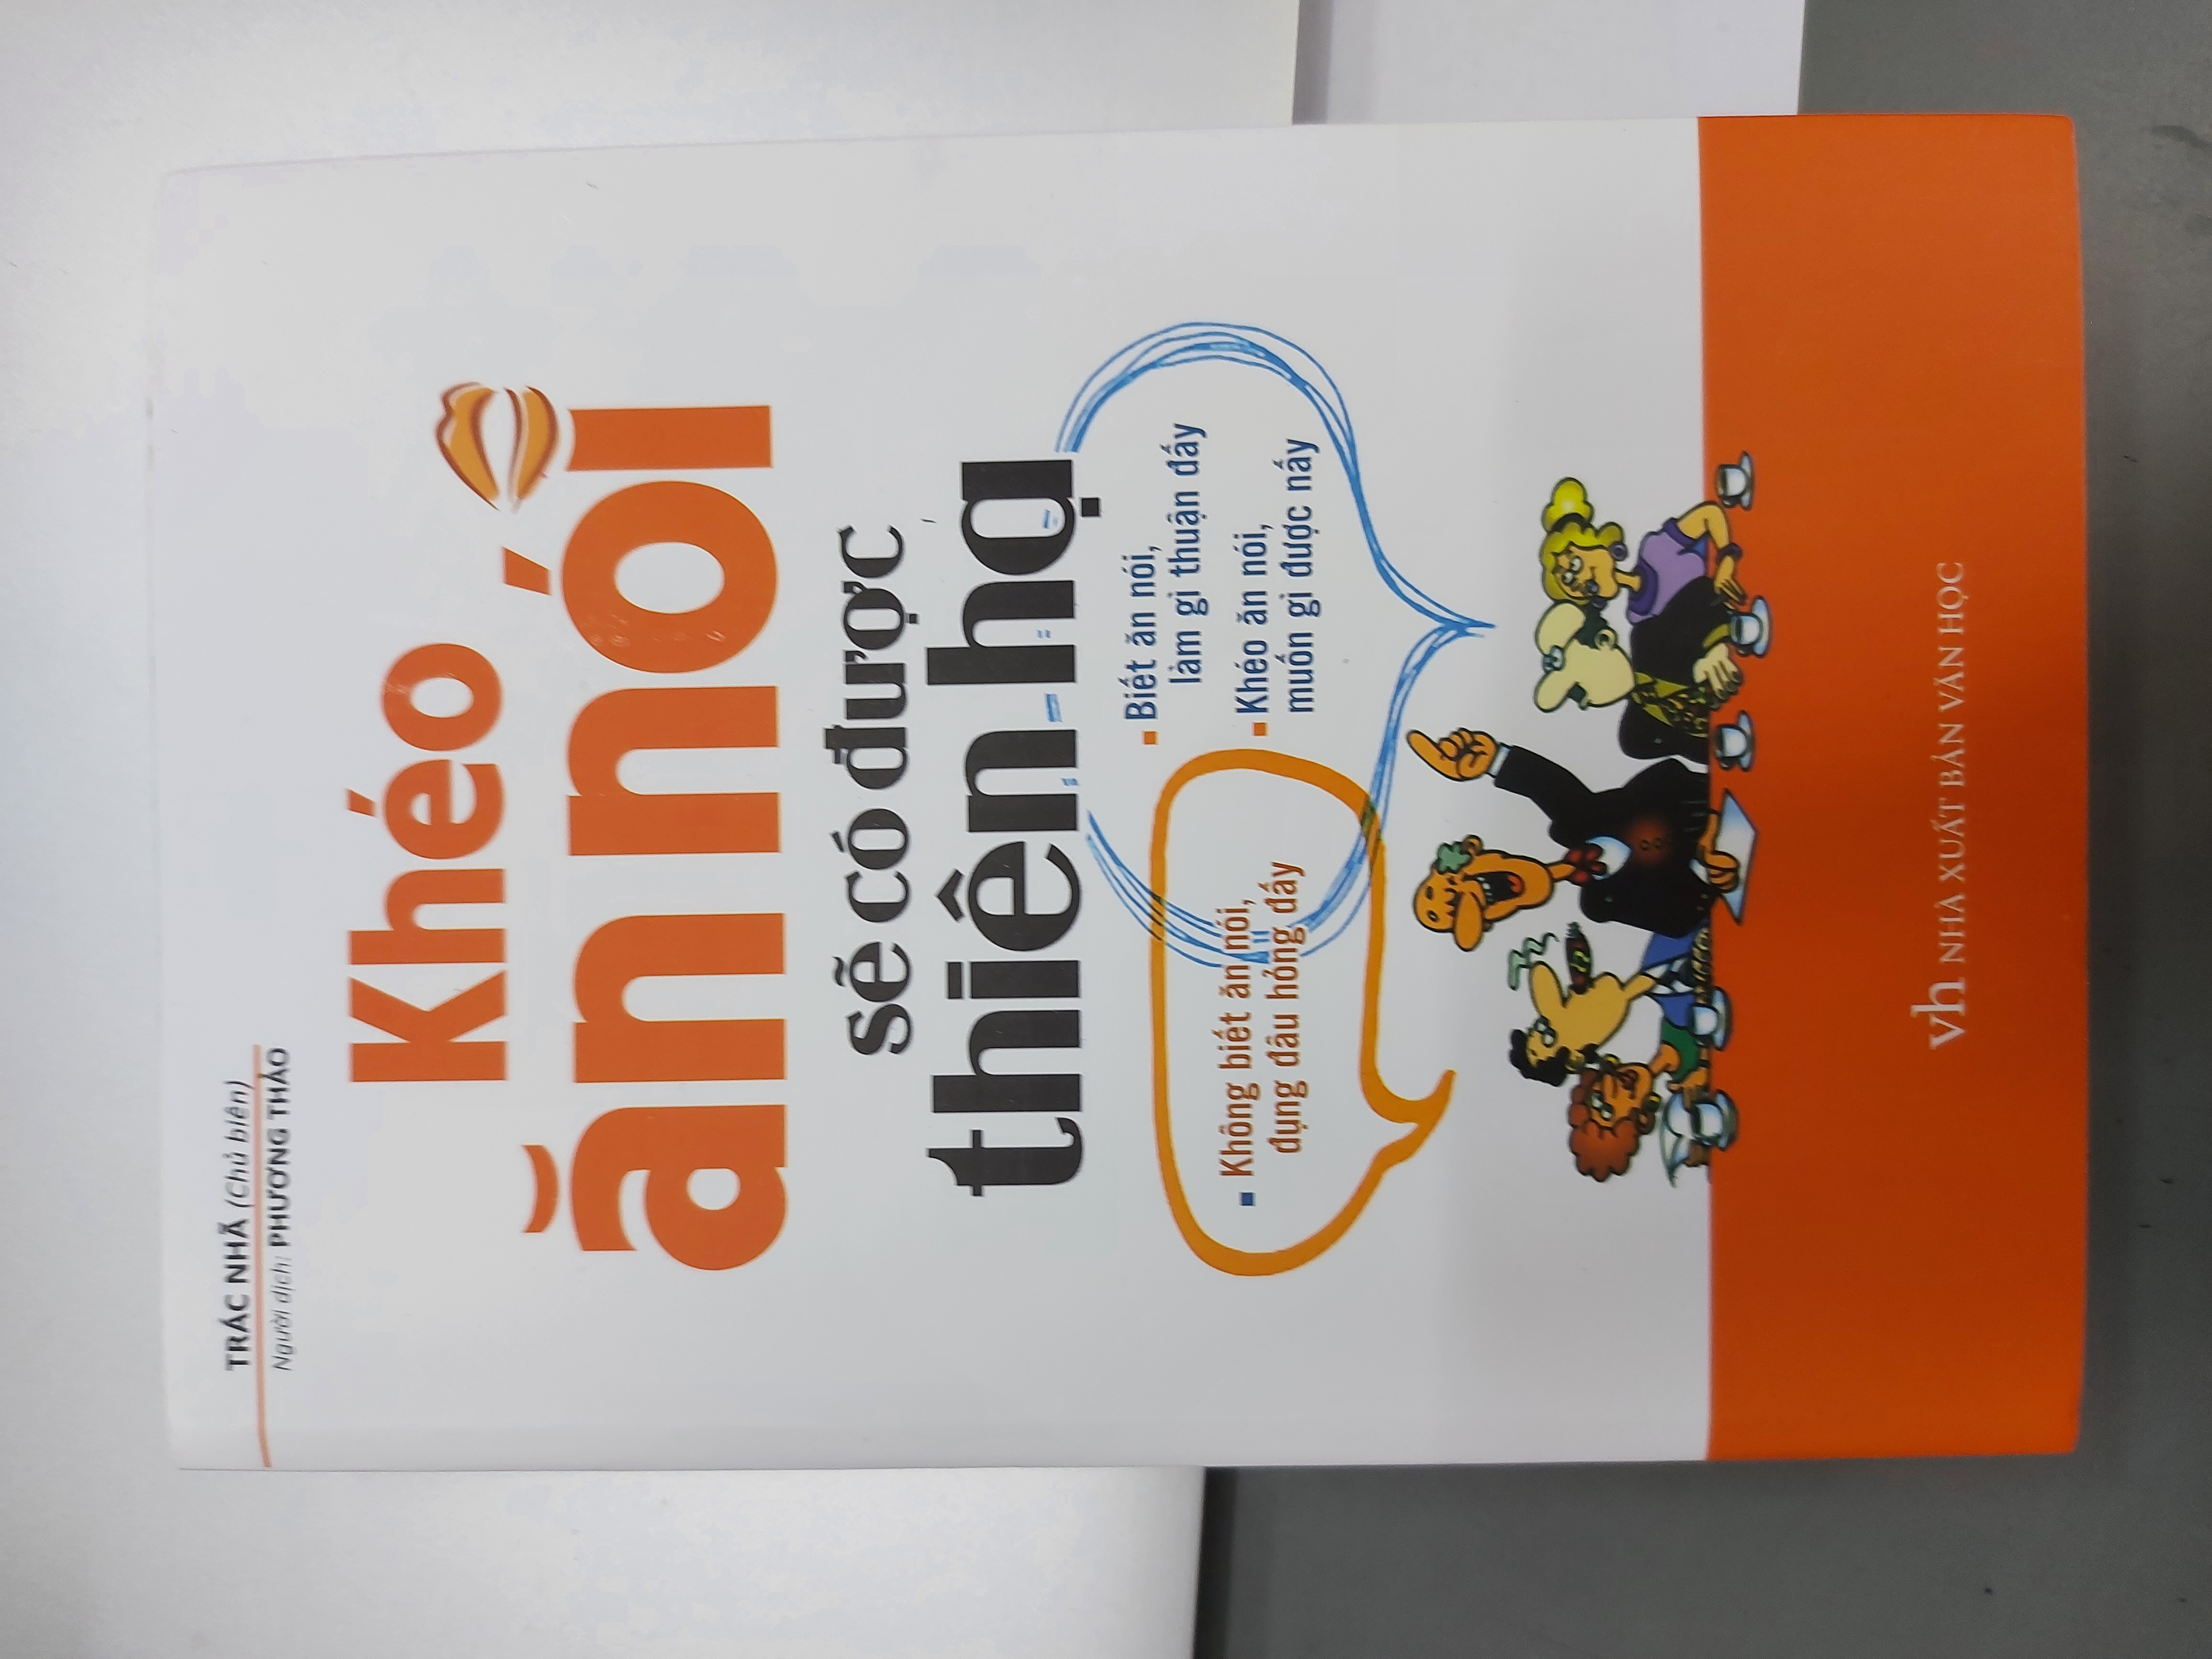 TRÁC NHÃ (Chủ biên)
Người dịch: PHƯƠNG THẢO
Khéo
ăn nói
sẽ có được
thiên hạ
Biết ăn nói,
làm gì thuận đấy
Không biết ăn nói,
đụng đâu hỏng đấy
Khéo ăn nói,
muốn gì được nấy
vh NHÀ XUẤT BẢN VĂN HỌC